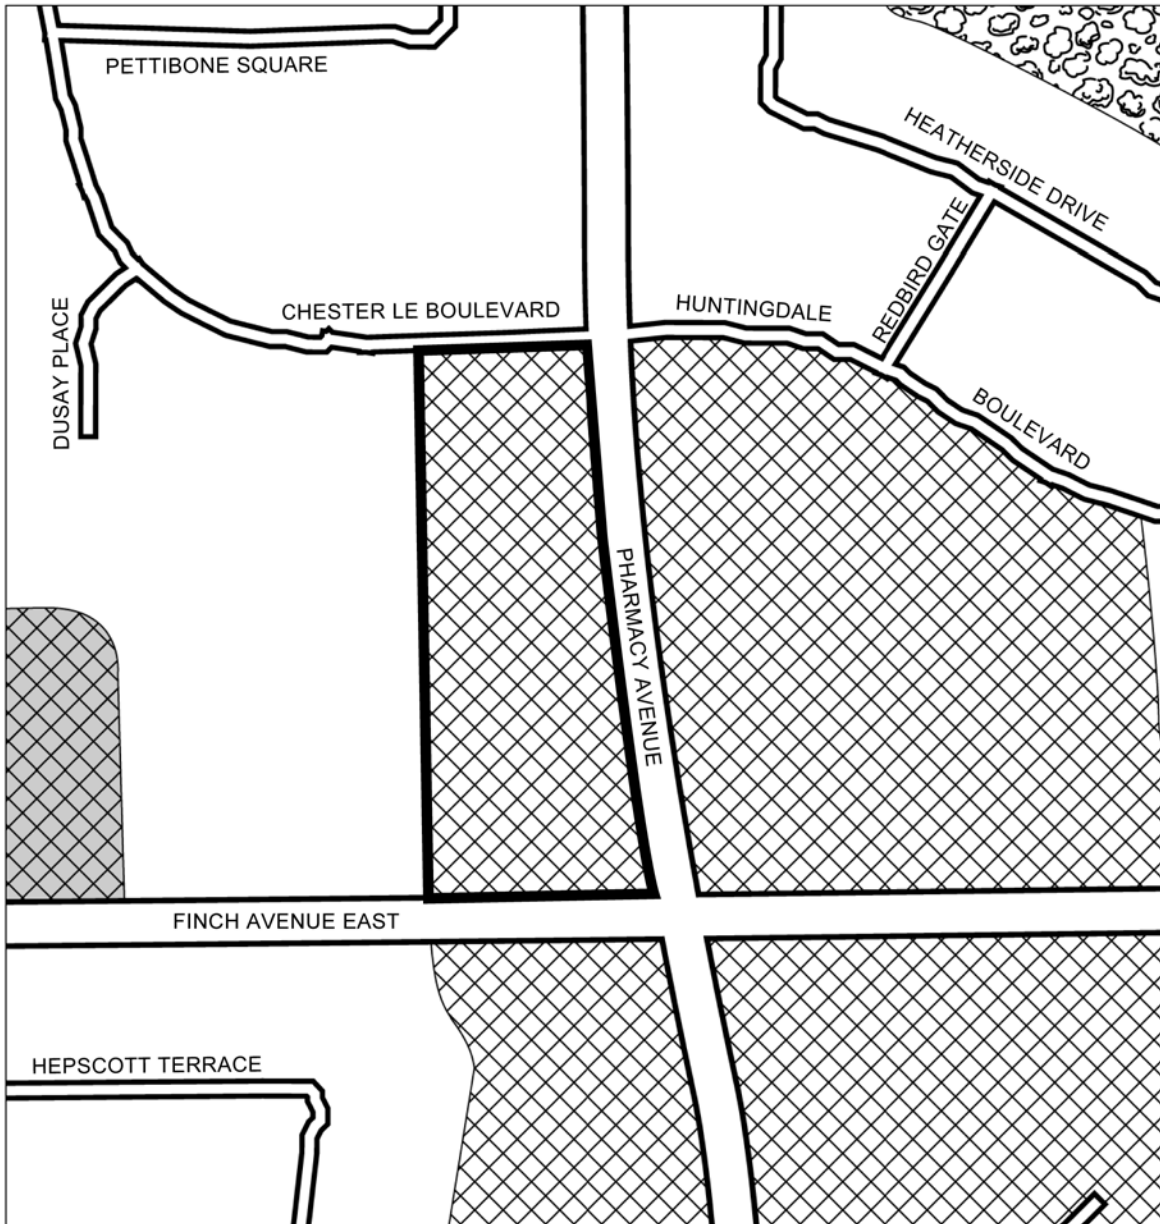 PETTIBONE SQUARE
HEATHERSIDE DRIVE
REDBIRD GATE
CHESTER LE BOULEVARD
HUNTINGDALE
BOULEVARD
DUSAY PLACE
PHARMACY AVENUE
FINCH AVENUE EAST
HEPSCOTT TERRACE